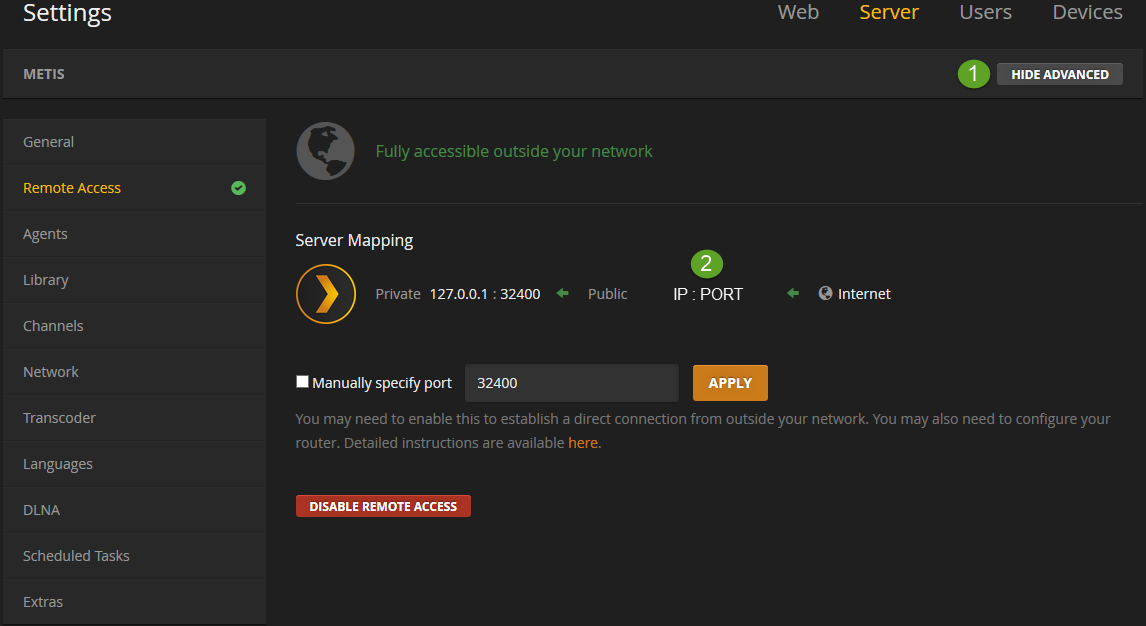 Settings
Web Server Users Devices
METIS
1 HIDE ADVANCED
General
Remote Access
Agents
Library
Channels
Network
Transcoder
Languages
DLNA
Scheduled Tasks
Extras
Fully accessible outside your network
Server Mapping
2
Private 127.0.0.1 : 32400 Public IP : PORT Internet
Manually specify port 32400 APPLY
You may need to enable this to establish a direct connection from outside your network. You may also need to configure your
router. Detailed instructions are available here.
DISABLE REMOTE ACCESS